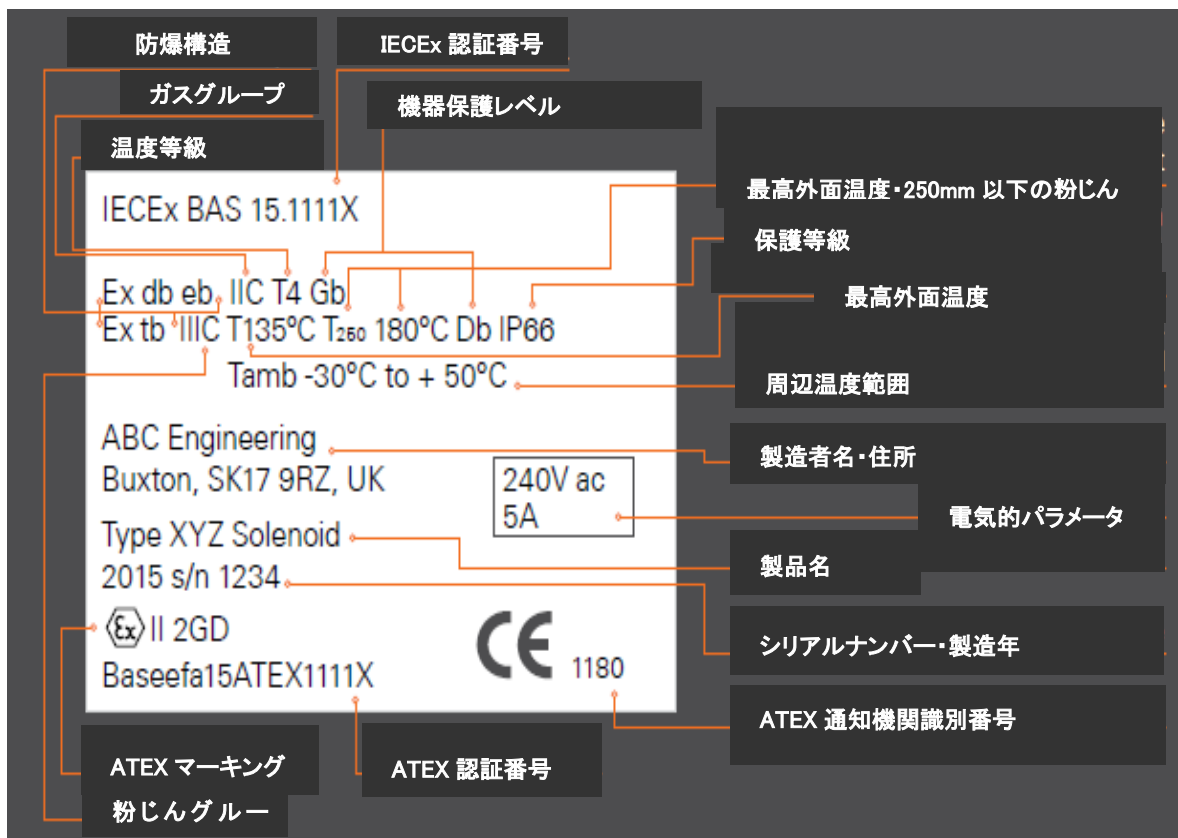 防爆構造
IECEx 認証番号
ガスグループ
機器保護レベル
温度等級
最高外面温度・250mm 以下の粉じん
IECEx BAS 15.1111X
保護等級
最高外面温度
Ex db eb IIC T4 Gb
Ex tb IIIC T135ºC T₂₅₀ 180ºC Db IP66
Tamb -30ºC to + 50ºC
周辺温度範囲
ABC Engineering
製造者名・住所
Buxton, SK17 9RZ, UK
240V ac
5A
電気的パラメータ
Type XYZ Solenoid
製品名
2015 s/n 1234
Ex II 2GD
シリアルナンバー・製造年
CE 1180
Baseefa15ATEX1111X
ATEX 通知機関識別番号
ATEX マーキング
ATEX 認証番号
粉じんグルー